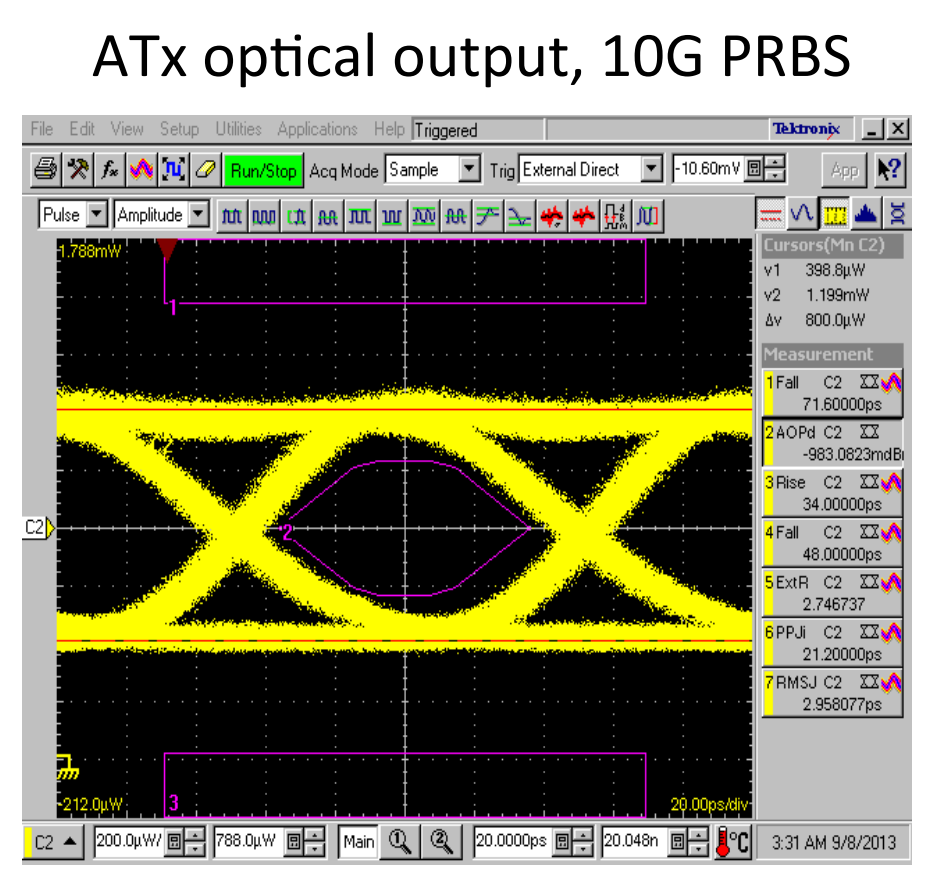 ATx optical output, 10G PRBS
File Edit View Setup Utilities Applications Help Triggered Tektronix
Run/Stop Acq Mode Sample Trig External Direct -10.60mV App
Pulse Amplitude
1.788mW
1
2
3
C2
-212.0µW
20.00ps/div
Cursors(Mn C2)
v1 398.8µW
v2 1.199mW
Δv 800.0µW
Measurement
1 Fall C2
71.60000ps
2 AOPd C2
-983.0823mdBı
3 Rise C2
34.00000ps
4 Fall C2
48.00000ps
5 ExtR C2
2.746737
6 PPJi C2
21.20000ps
7 RMSJ C2
2.958077ps
C2 200.0µW/ 788.0µW Main 1 2 20.0000ps 20.048n °C 3:31 AM 9/8/2013